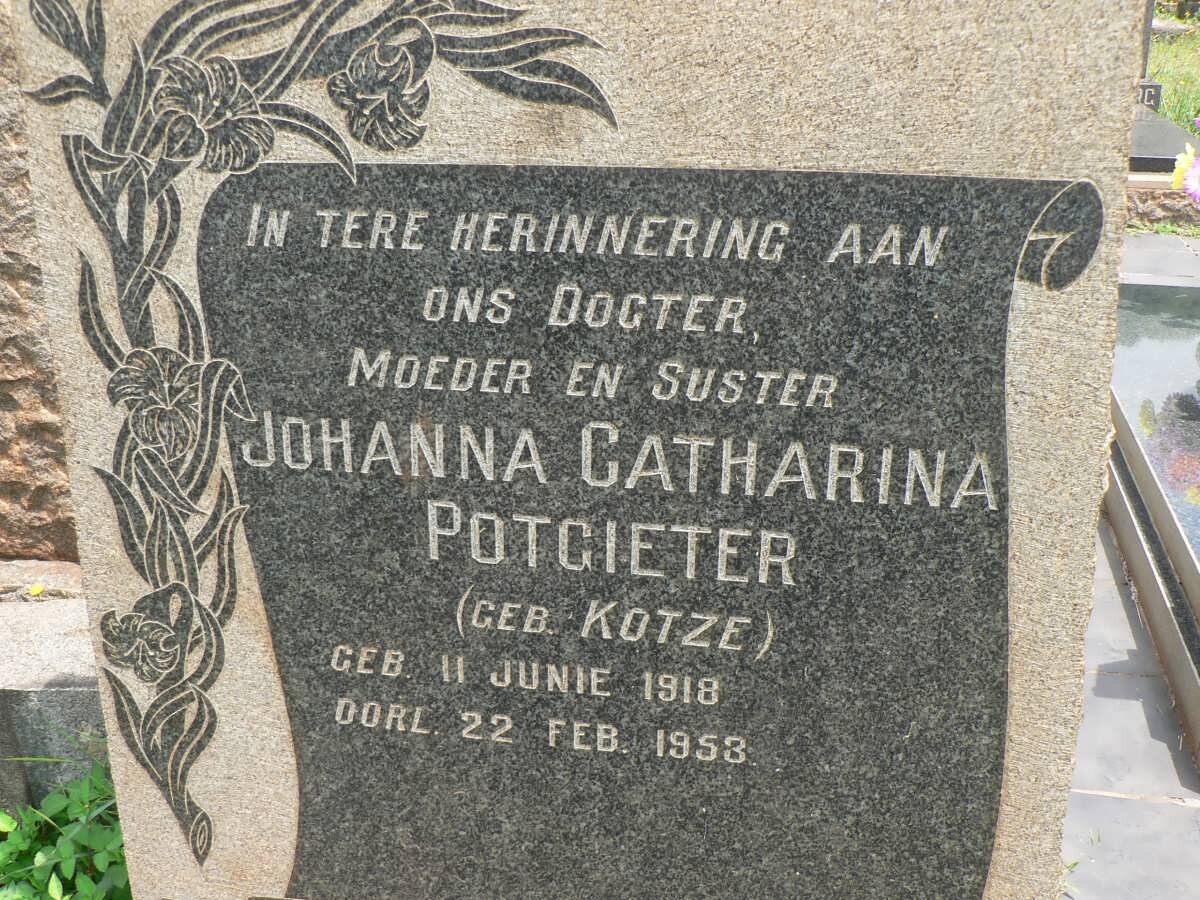 IN TERE HERINNERING AAN
ONS DOGTER,
MOEDER EN SUSTER
JOHANNA CATHARINA
POTGIETER
(GEB. KOTZE)
GEB. 11 JUNIE 1918
DORL. 22 FEB. 1953